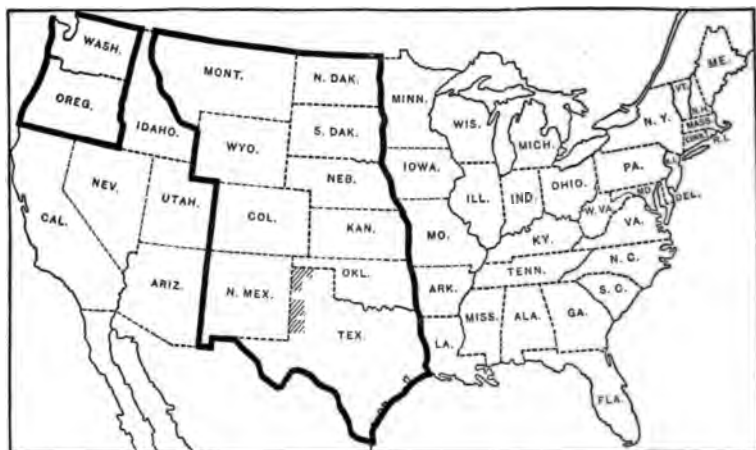 WASH.
OREG.
IDAHO.
MONT.
WYO.
N. DAK.
S. DAK.
NEB.
KAN.
COL.
N. MEX.
OKL.
TEX.
CAL.
NEV.
UTAH.
ARIZ.
MINN.
IOWA.
MO.
ARK.
LA.
WIS.
MICH.
ILL.
IND.
OHIO.
KY.
TENN.
MISS.
ALA.
GA.
FLA.
S. C.
N. C.
VA.
W. VA.
MD.
DEL.
PA.
N. J.
N. Y.
R. I.
MASS.
VT.
N. H.
ME.